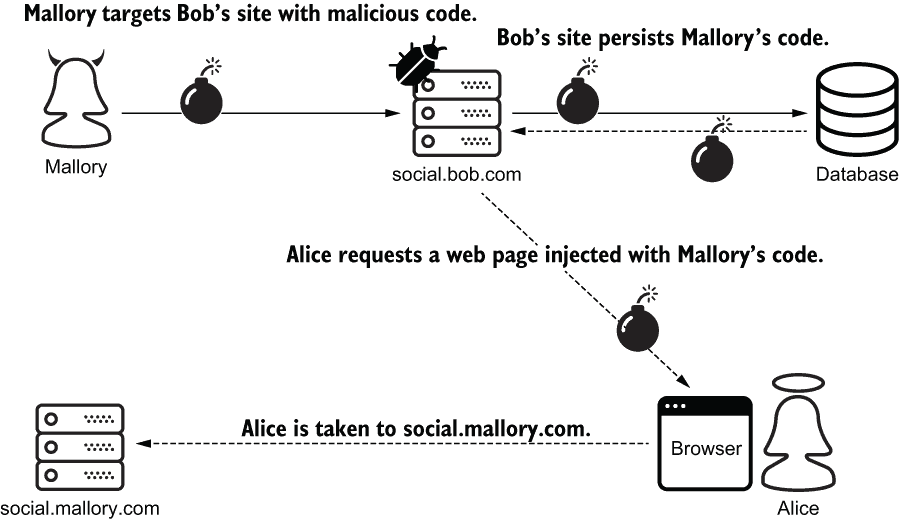 Mallory targets Bob’s site with malicious code.
Bob’s site persists Mallory’s code.
Mallory
social.bob.com
Database
Alice requests a web page injected with Mallory’s code.
Alice is taken to social.mallory.com.
Browser
social.mallory.com
Alice